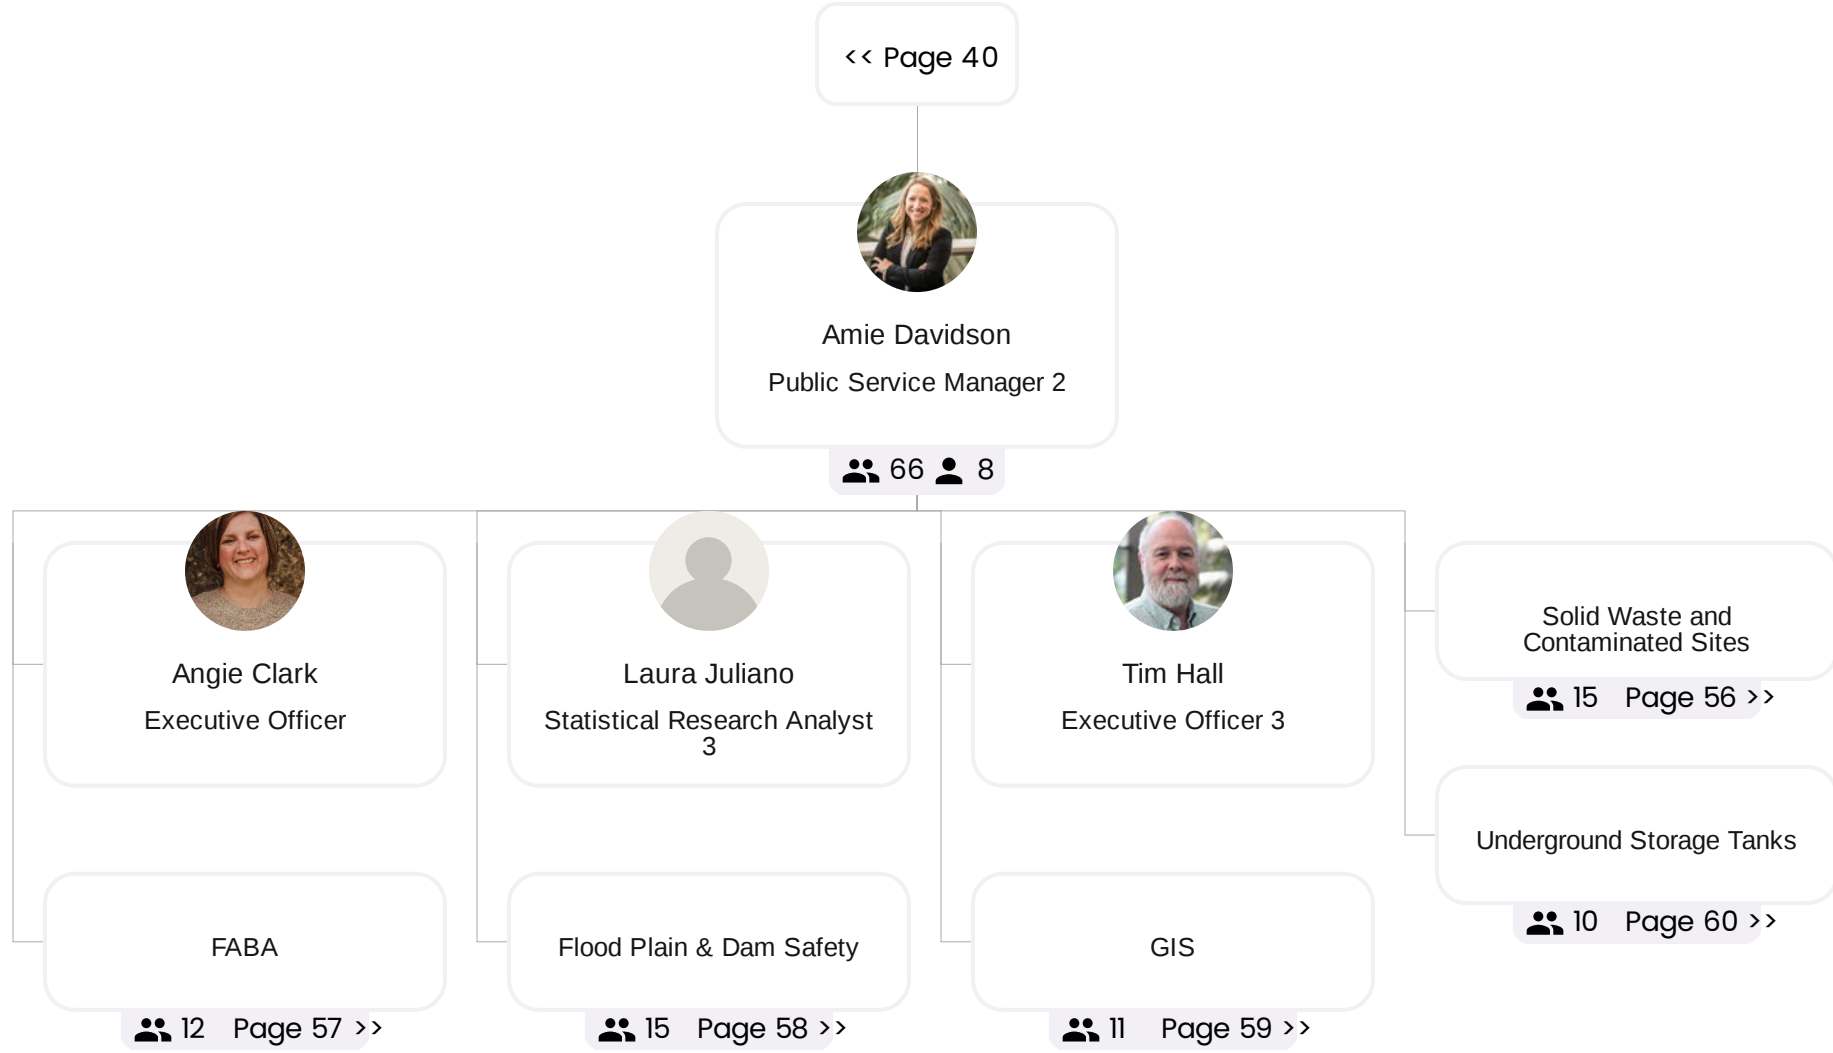 << Page 40
Amie Davidson
Public Service Manager 2
66 8
Angie Clark
Executive Officer
Laura Juliano
Statistical Research Analyst
3
Tim Hall
Executive Officer 3
Solid Waste and
Contaminated Sites
15 Page 56 >>
Underground Storage Tanks
10 Page 60 >>
FABA
12 Page 57 >>
Flood Plain & Dam Safety
15 Page 58 >>
GIS
11 Page 59 >>